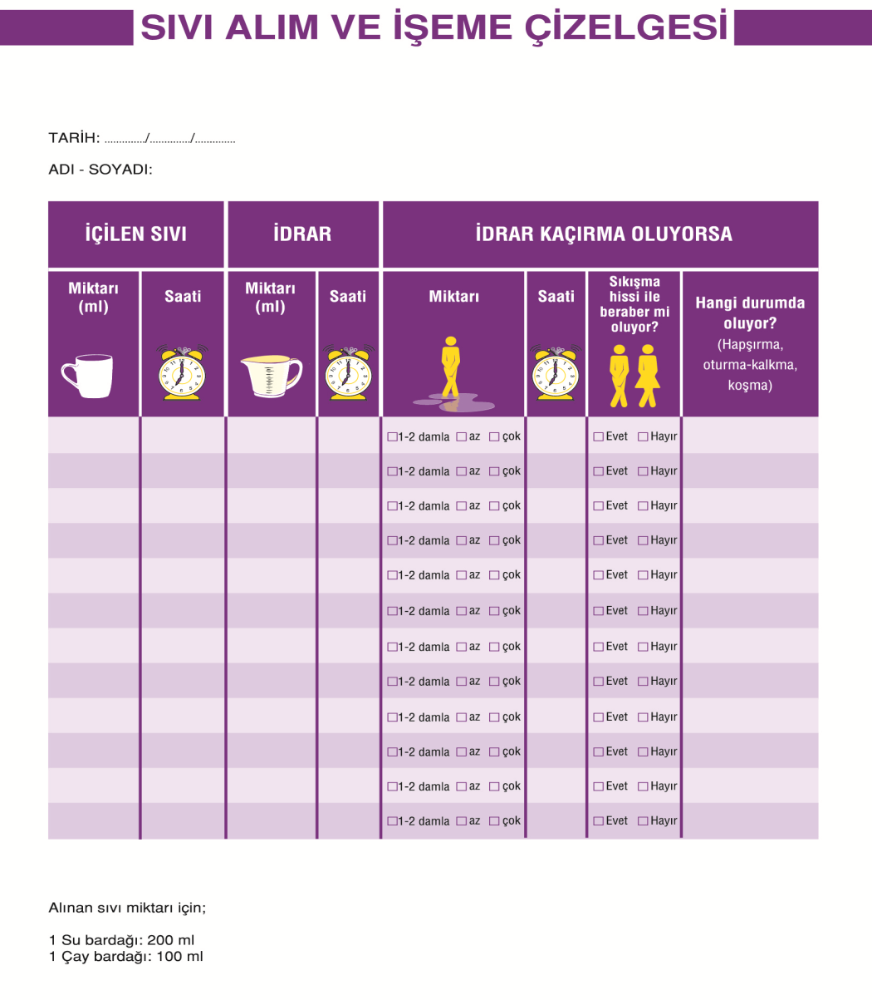 SIVI ALIM VE İŞEME ÇİZELGESİ
TARİH: ............../............../..............
ADI - SOYADI:
İÇİLEN SIVI
İDRAR
İDRAR KAÇIRMA OLUYORSA
Miktarı
(ml)
Saati
Miktarı
(ml)
Saati
Miktarı
Saati
Sıkışma
hissi ile
beraber mi
oluyor?
Hangi durumda
oluyor?
(Hapşırma,
oturma-kalkma,
koşma)
☐1-2 damla ☐ az ☐ çok ☐ Evet ☐ Hayır
☐1-2 damla ☐ az ☐ çok ☐ Evet ☐ Hayır
☐1-2 damla ☐ az ☐ çok ☐ Evet ☐ Hayır
☐1-2 damla ☐ az ☐ çok ☐ Evet ☐ Hayır
☐1-2 damla ☐ az ☐ çok ☐ Evet ☐ Hayır
☐1-2 damla ☐ az ☐ çok ☐ Evet ☐ Hayır
☐1-2 damla ☐ az ☐ çok ☐ Evet ☐ Hayır
☐1-2 damla ☐ az ☐ çok ☐ Evet ☐ Hayır
☐1-2 damla ☐ az ☐ çok ☐ Evet ☐ Hayır
☐1-2 damla ☐ az ☐ çok ☐ Evet ☐ Hayır
☐1-2 damla ☐ az ☐ çok ☐ Evet ☐ Hayır
☐1-2 damla ☐ az ☐ çok ☐ Evet ☐ Hayır
Alınan sıvı miktarı için;
1 Su bardağı: 200 ml
1 Çay bardağı: 100 ml